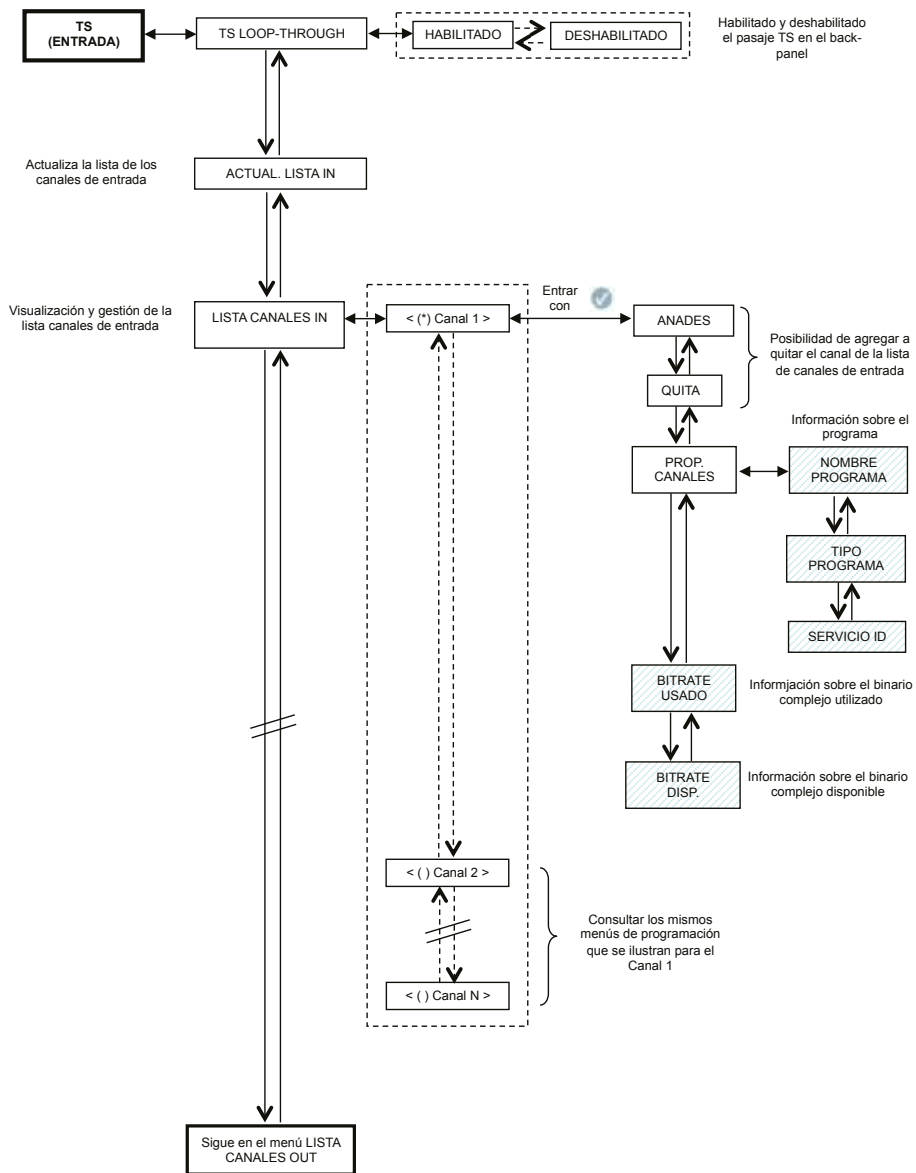 TS
(ENTRADA)
TS LOOP-THROUGH
HABILITADO
DESHABILITADO
Habilitado y deshabilitado
el pasaje TS en el back-
panel
Actualiza la lista de los
canales de entrada
ACTUAL. LISTA IN
Visualización y gestión de la
lista canales de entrada
LISTA CANALES IN
< (*) Canal 1 >
Entrar
con
ANADES
QUITA
Posibilidad de agregar a
quitar el canal de la lista
de canales de entrada
PROP.
CANALES
Información sobre el
programa
NOMBRE
PROGRAMA
TIPO
PROGRAMA
SERVICIO ID
BITRATE
USADO
Informjación sobre el binario
complejo utilizado
BITRATE
DISP.
Información sobre el binario
complejo disponible
< ( ) Canal 2 >
< ( ) Canal N >
Consultar los mismos
menús de programación
que se ilustran para el
Canal 1
Sigue en el menú LISTA
CANALES OUT